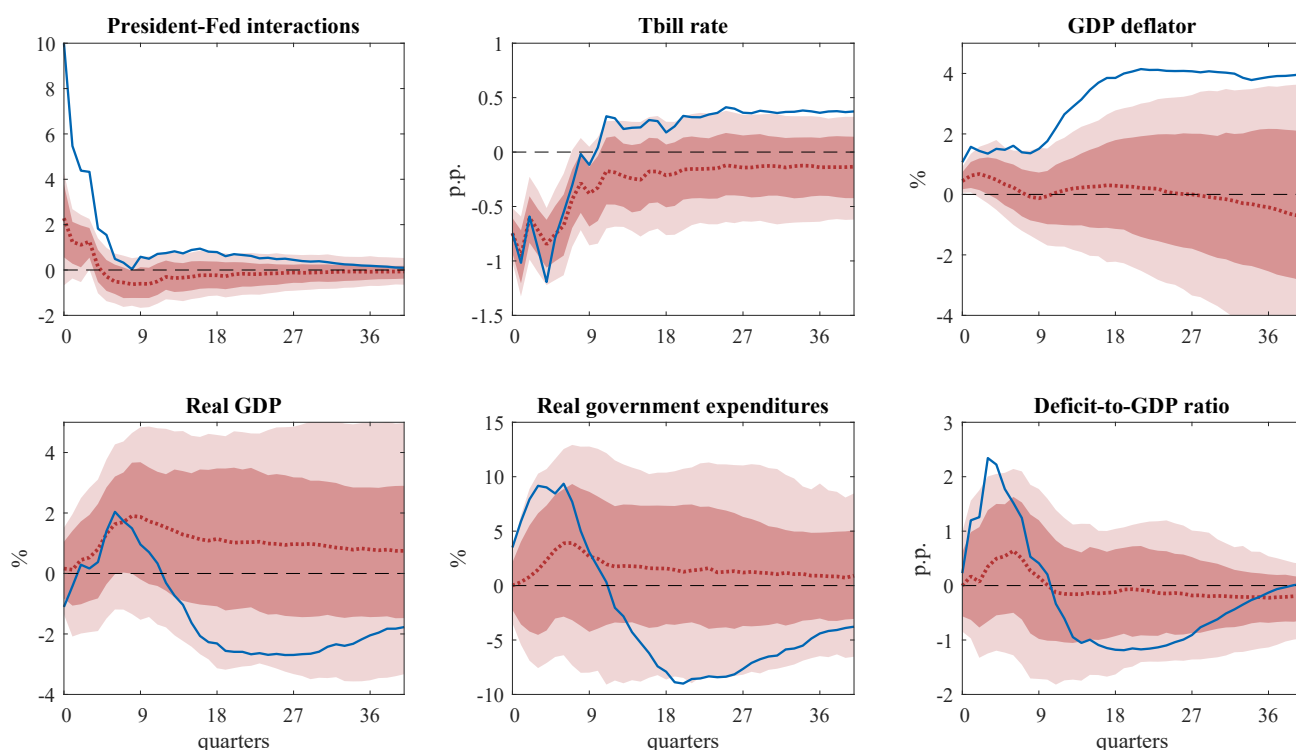 President-Fed interactions
10
8
6
4
2
0
-2
0 9 18 27 36
Tbill rate
p.p.
1
0.5
0
-0.5
-1
-1.5
0 9 18 27 36
GDP deflator
%
4
2
0
-2
-4
0 9 18 27 36
Real GDP
%
4
2
0
-2
-4
0 9 18 27 36
quarters
Real government expenditures
%
15
10
5
0
-5
-10
0 9 18 27 36
quarters
Deficit-to-GDP ratio
p.p.
3
2
1
0
-1
-2
0 9 18 27 36
quarters